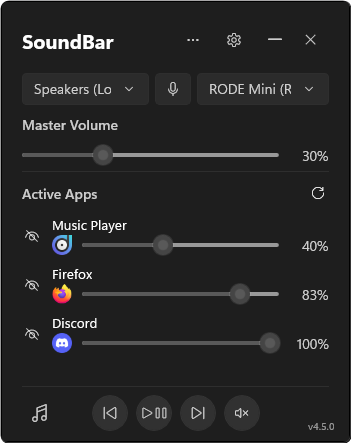 SoundBar
Speakers (Lo
RODE Mini (R
Master Volume
30%
Active Apps
Music Player
40%
Firefox
83%
Discord
100%
v4.5.0